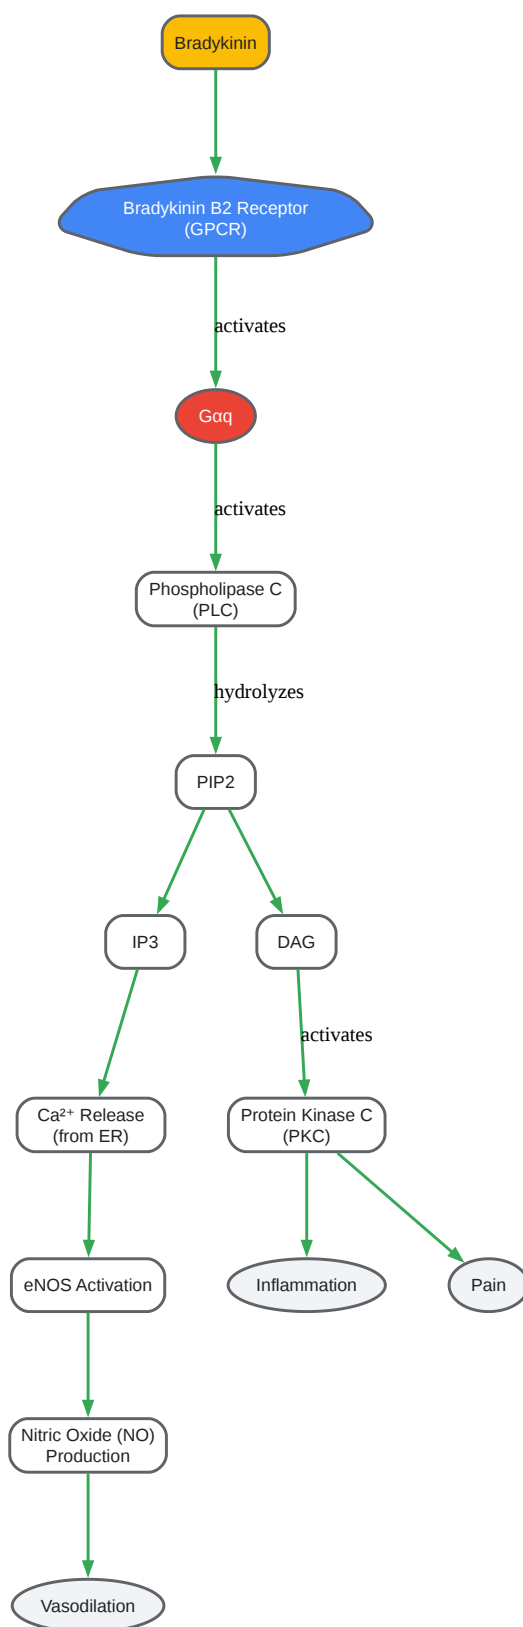 Bradykinin
Bradykinin B2 Receptor
(GPCR)
activates
Gαq
activates
Phospholipase C
(PLC)
hydrolyzes
PIP2
IP3
DAG
activates
Ca²⁺ Release
(from ER)
Protein Kinase C
(PKC)
eNOS Activation
Inflammation
Pain
Nitric Oxide (NO)
Production
Vasodilation